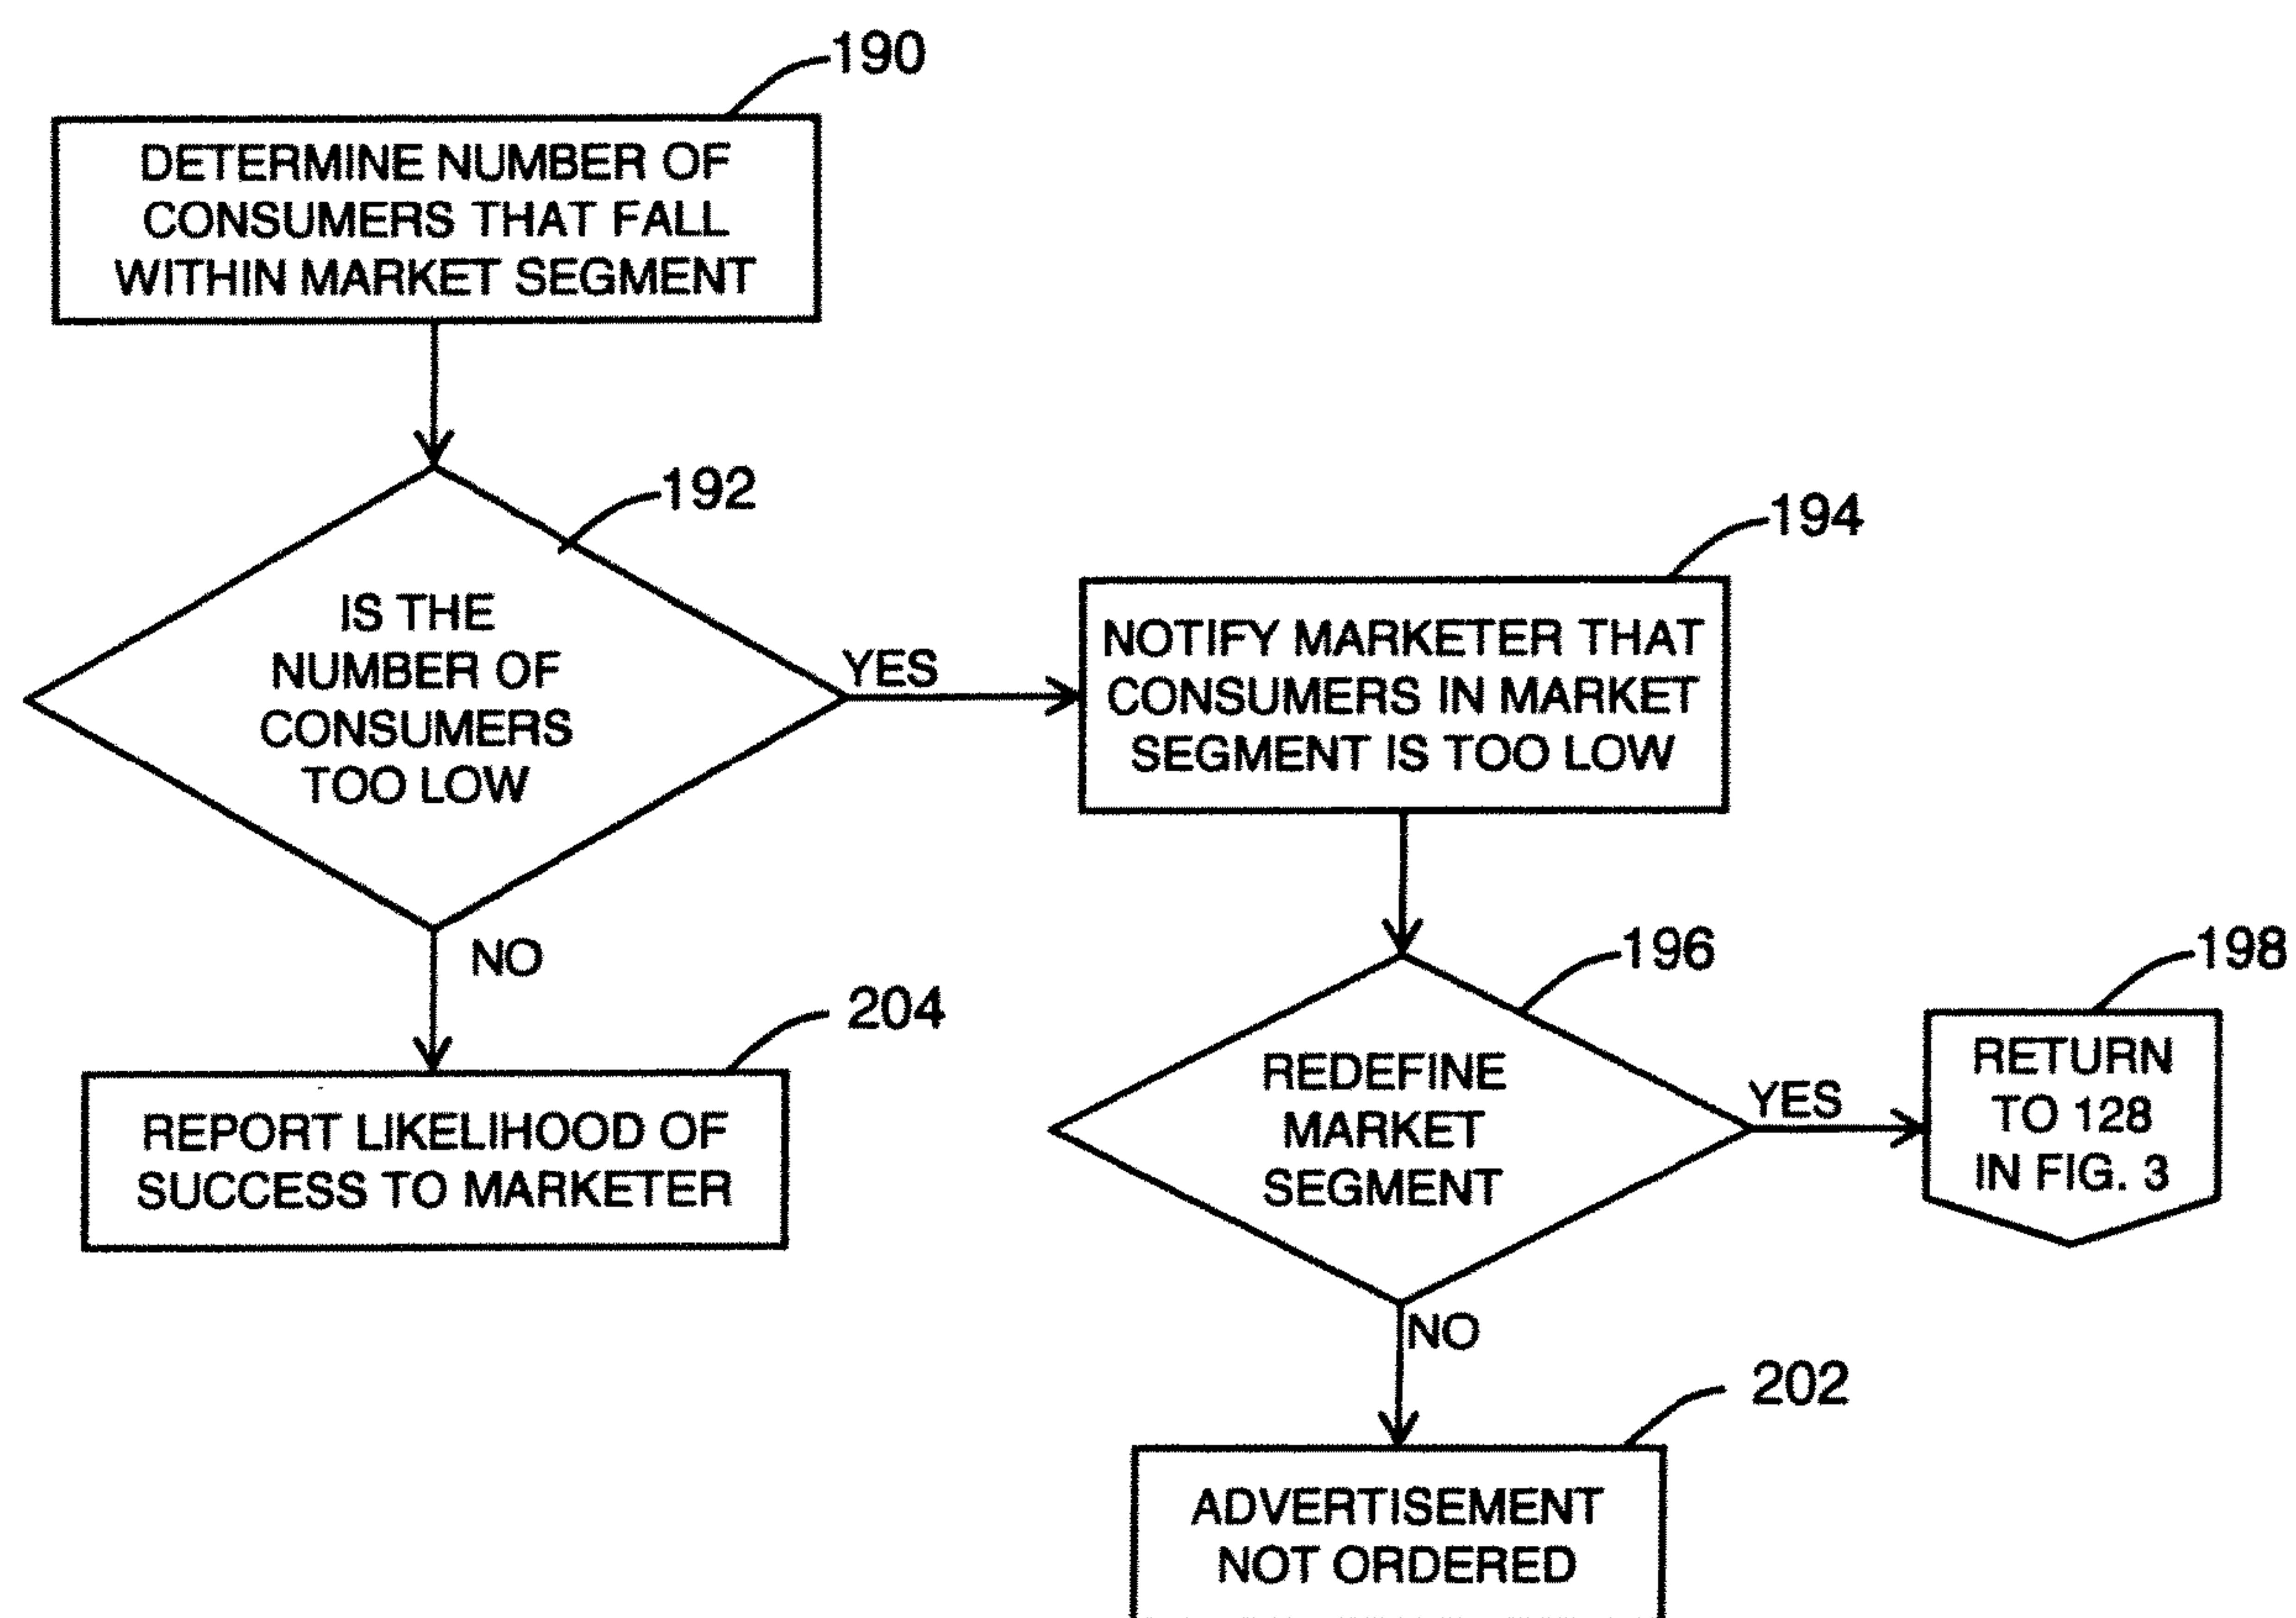 190
DETERMINE NUMBER OF
CONSUMERS THAT FALL
WITHIN MARKET SEGMENT
192
IS THE
NUMBER OF
CONSUMERS
TOO LOW
YES
194
NOTIFY MARKETER THAT
CONSUMERS IN MARKET
SEGMENT IS TOO LOW
NO
204
REPORT LIKELIHOOD OF
SUCCESS TO MARKETER
196
REDEFINE
MARKET
SEGMENT
YES
198
RETURN
TO 128
IN FIG. 3
NO
202
ADVERTISEMENT
NOT ORDERED